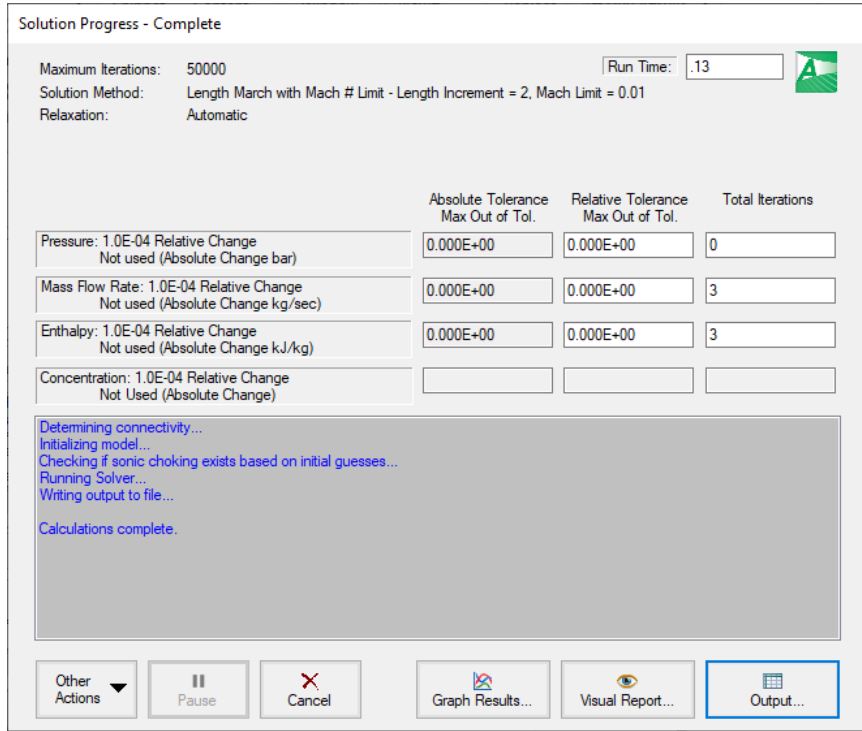 Solution Progress - Complete
Maximum Iterations: 50000
Run Time: .13
Solution Method: Length March with Mach # Limit - Length Increment = 2, Mach Limit = 0.01
Relaxation: Automatic
Absolute Tolerance Relative Tolerance Total Iterations
Max Out of Tol. Max Out of Tol.
Pressure: 1.0E-04 Relative Change 0.000E+00 0.000E+00 0
Not used (Absolute Change bar)
Mass Flow Rate: 1.0E-04 Relative Change 0.000E+00 0.000E+00 3
Not used (Absolute Change kg/sec)
Enthalpy: 1.0E-04 Relative Change 0.000E+00 0.000E+00 3
Not used (Absolute Change kJ/kg)
Concentration: 1.0E-04 Relative Change
Not Used (Absolute Change)
Determining connectivity...
Initializing model...
Checking if sonic choking exists based on initial guesses...
Running Solver...
Writing output to file...
Calculations complete.
Other Actions
Pause
Cancel
Graph Results...
Visual Report...
Output...